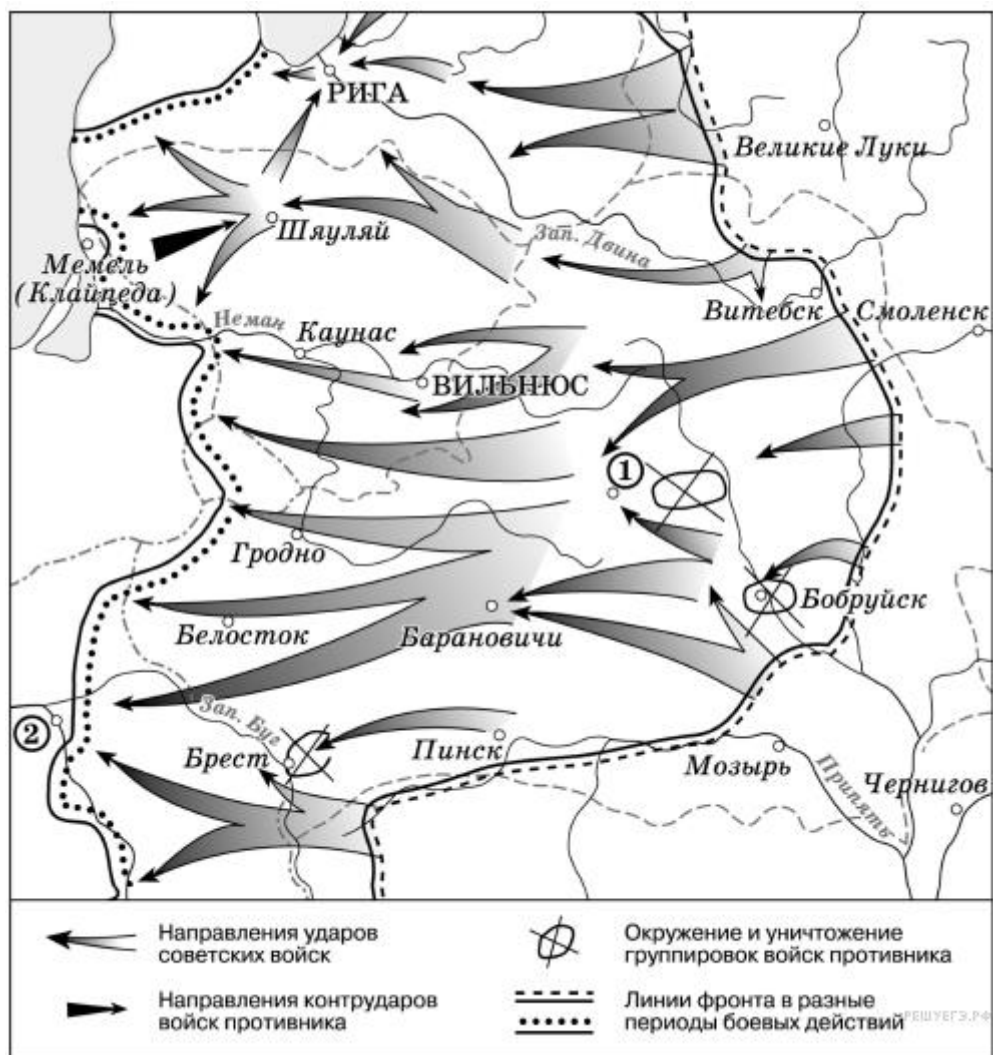 РИГА
Великие Луки
Шяуляй
Зап. Двина
Мемель
(Клайпеда)
Витебск
Смоленск
Неман
Каунас
ВИЛЬНЮС
1
Гродно
Бобруйск
Белосток
Барановичи
Зап. Буг
2
Брест
Пинск
Мозырь
Припять
Чернигов
Направления ударов
советских войск
Окружение и уничтожение
группировок войск противника
Направления контрударов
войск противника
Линии фронта в разные
периоды боевых действий
РЕШУЕГЭ.РФ